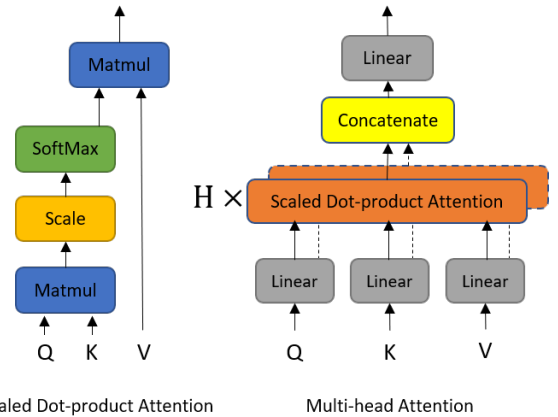 Matmul
SoftMax
Scale
Matmul
Q K V
aled Dot-product Attention
Linear
Concatenate
H × Scaled Dot-product Attention
Linear Linear Linear
Q K V
Multi-head Attention